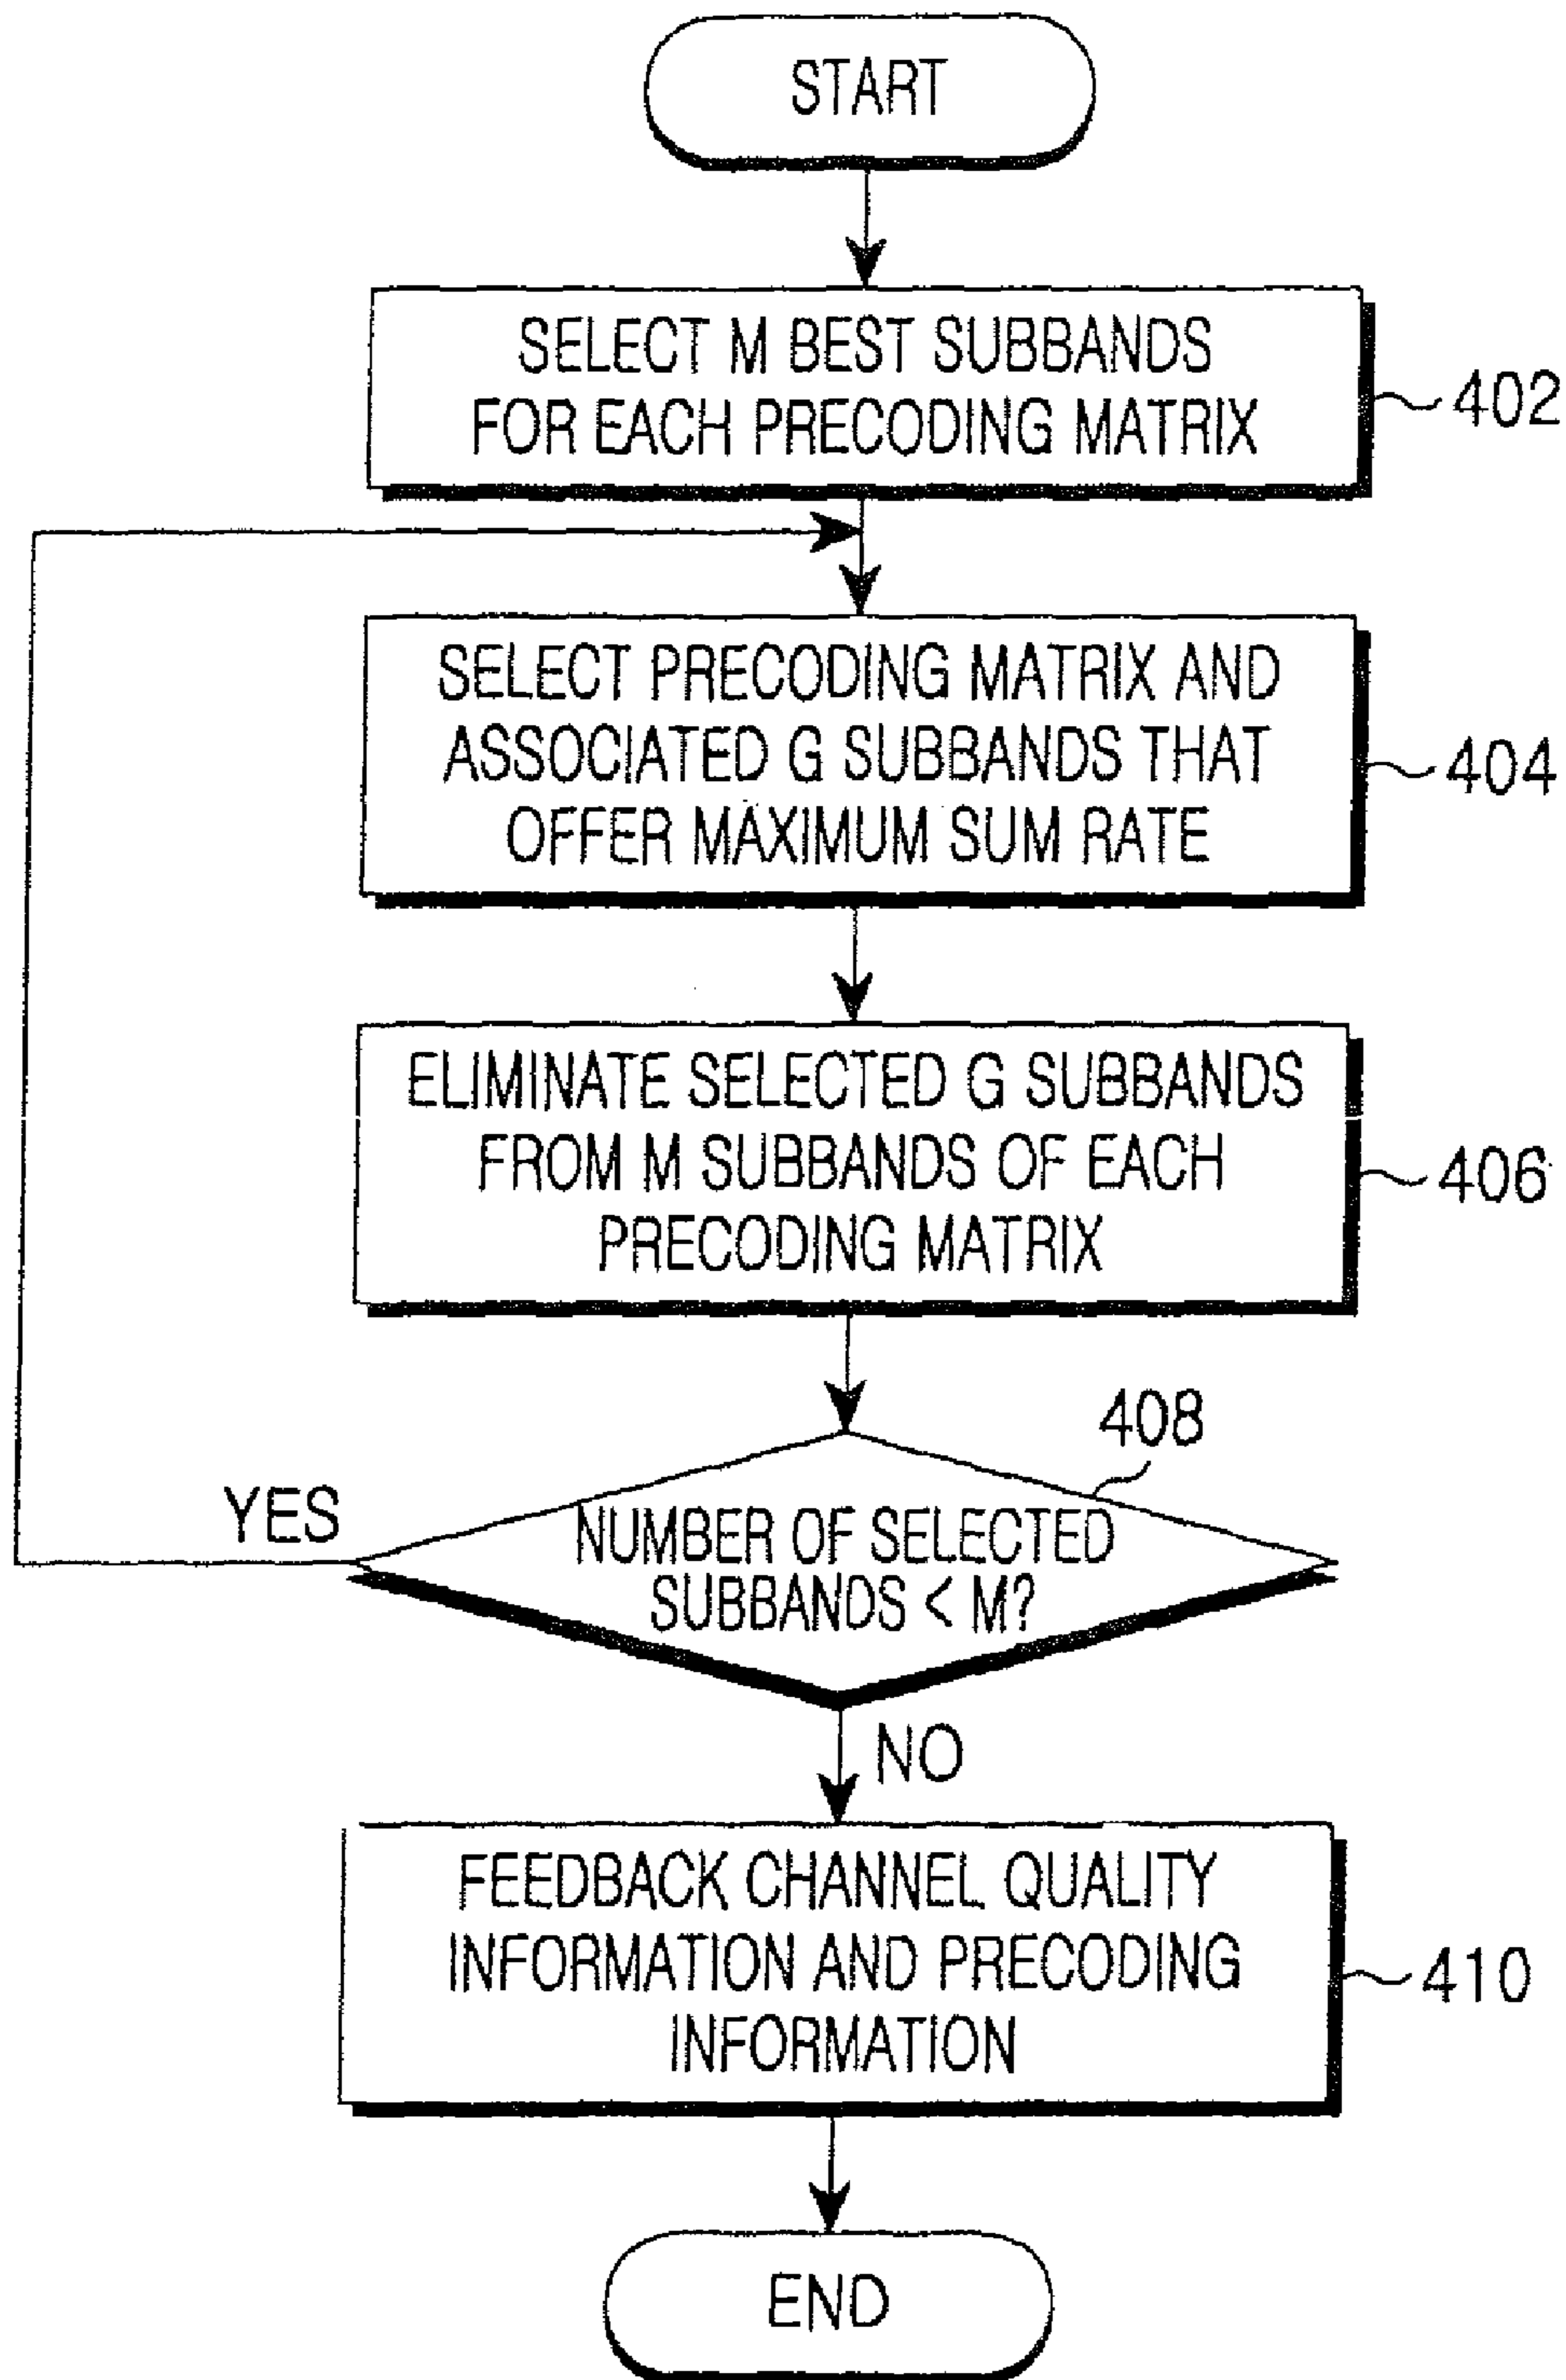 START
SELECT M BEST SUBBANDS
FOR EACH PRECODING MATRIX
402
SELECT PRECODING MATRIX AND
ASSOCIATED G SUBBANDS THAT
OFFER MAXIMUM SUM RATE
404
ELIMINATE SELECTED G SUBBANDS
FROM M SUBBANDS OF EACH
PRECODING MATRIX
406
408
YES
NUMBER OF SELECTED
SUBBANDS < M?
NO
FEEDBACK CHANNEL QUALITY
INFORMATION AND PRECODING
INFORMATION
410
END